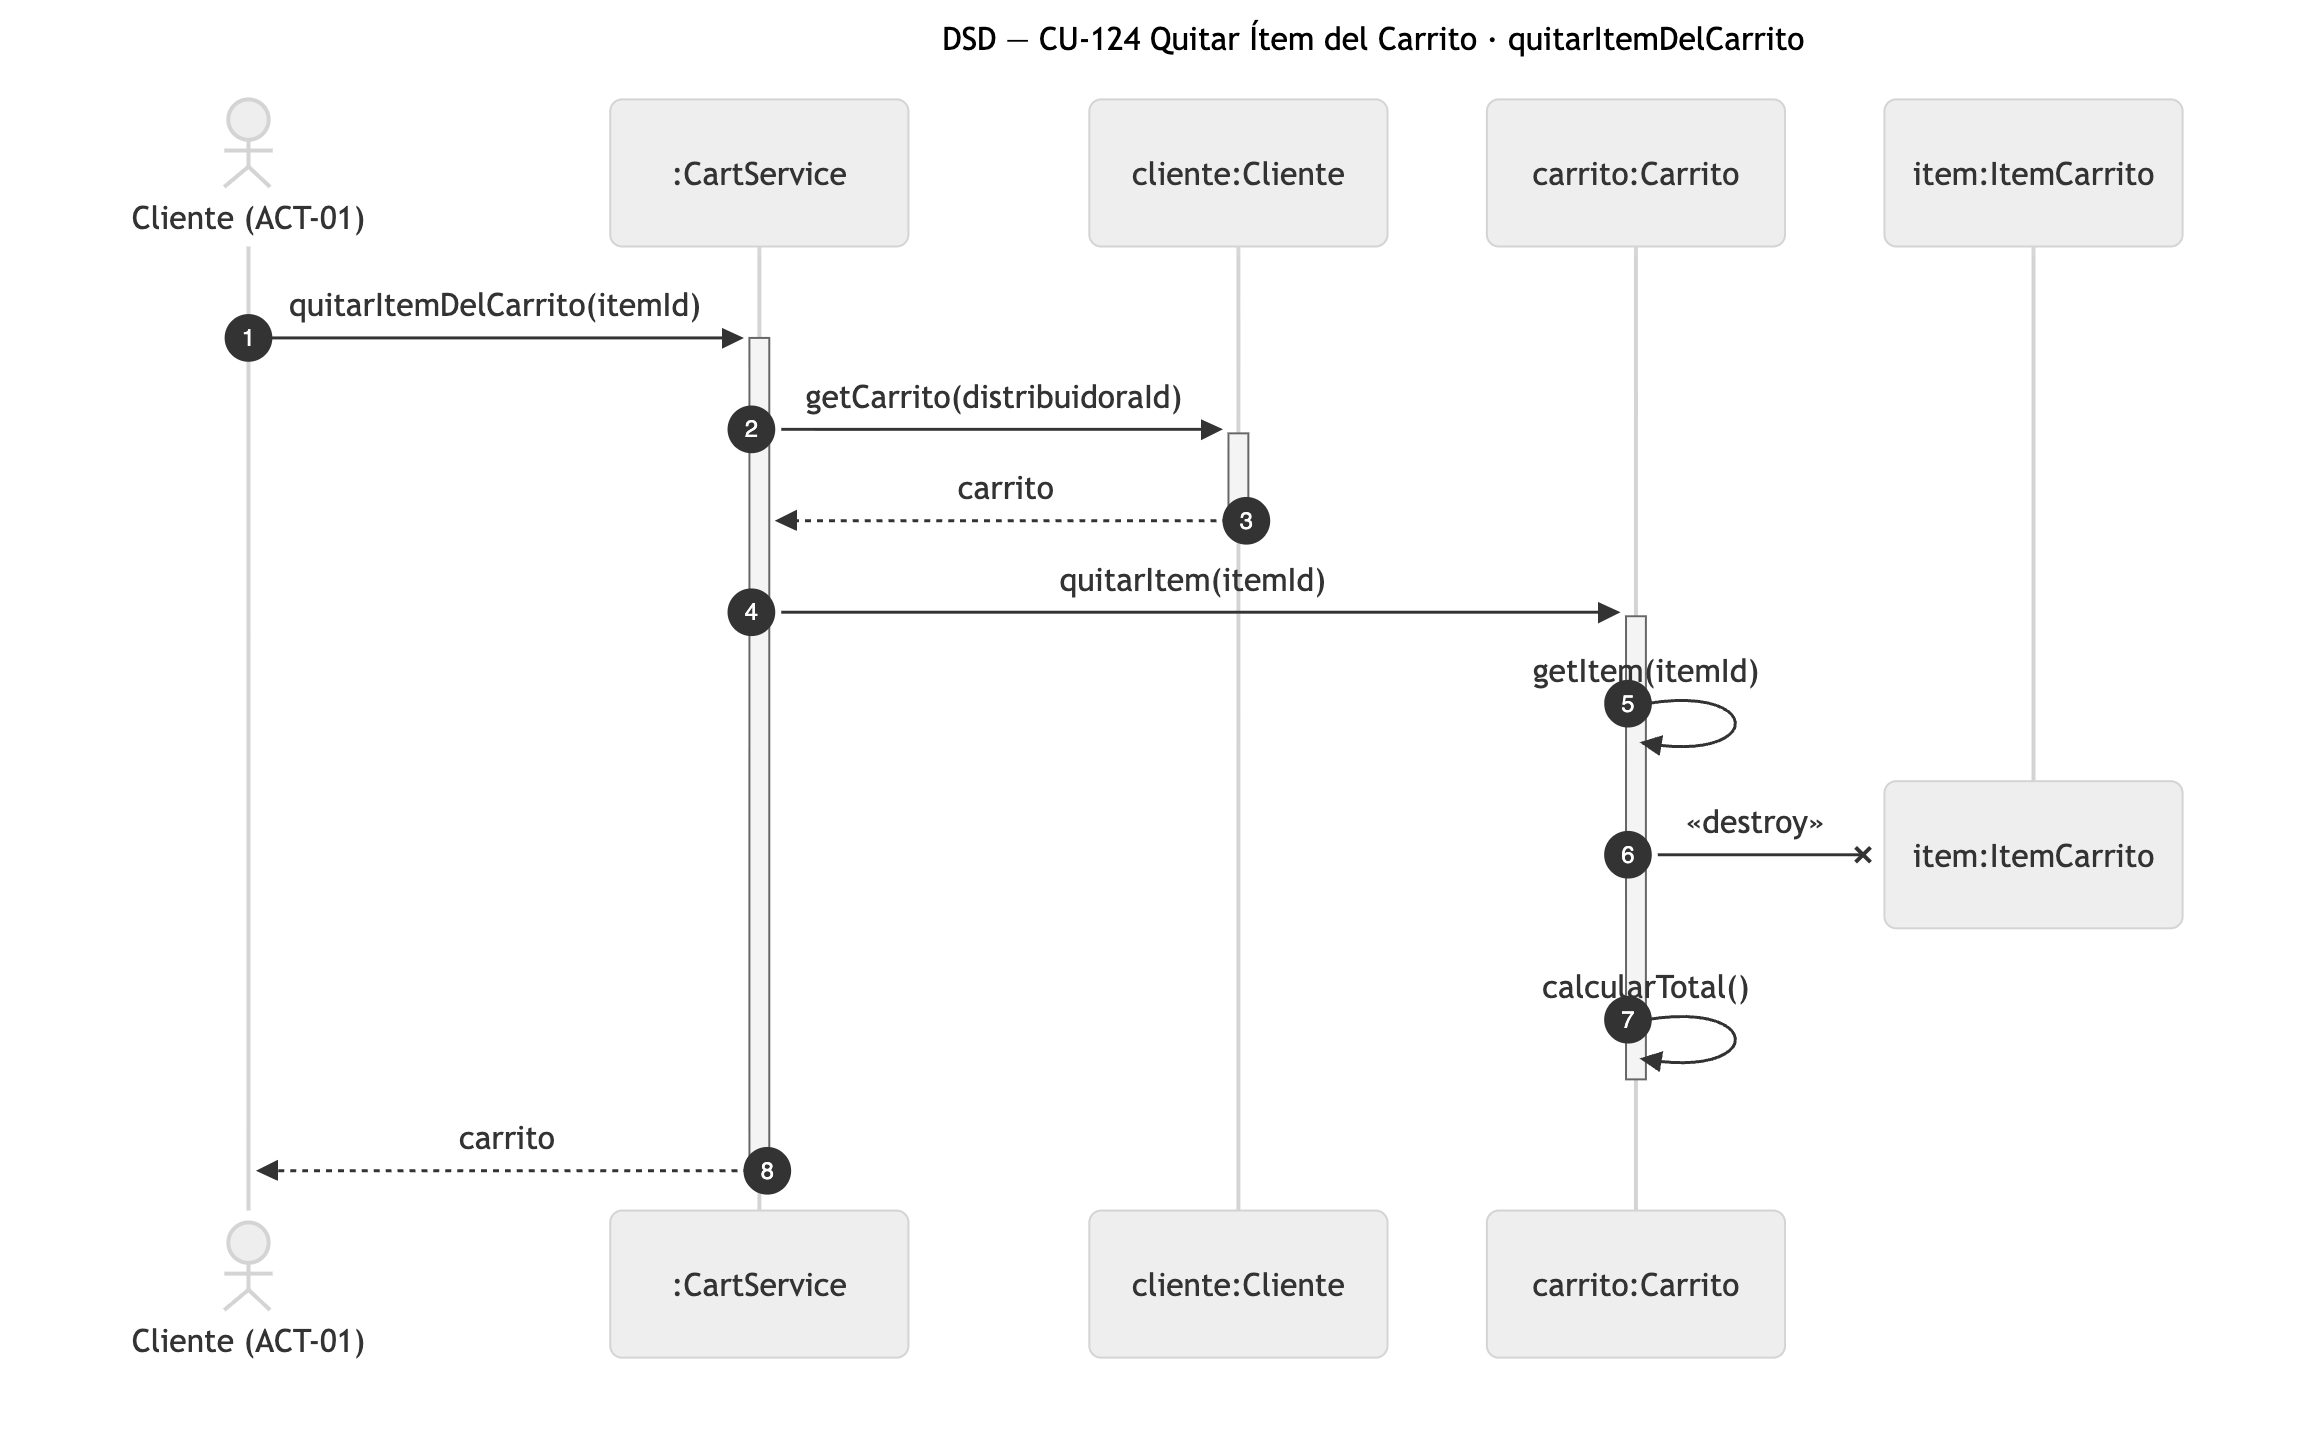 DSD — CU-124 Quitar Ítem del Carrito · quitarItemDelCarrito
Cliente (ACT-01)
:CartService
cliente:Cliente
carrito:Carrito
item:ItemCarrito
quitarItemDelCarrito(itemId)
1
getCarrito(distribuidoraId)
2
carrito
3
quitarItem(itemId)
4
getItem(itemId)
5
«destroy»
6
item:ItemCarrito
calcularTotal()
7
carrito
8
Cliente (ACT-01)
:CartService
cliente:Cliente
carrito:Carrito